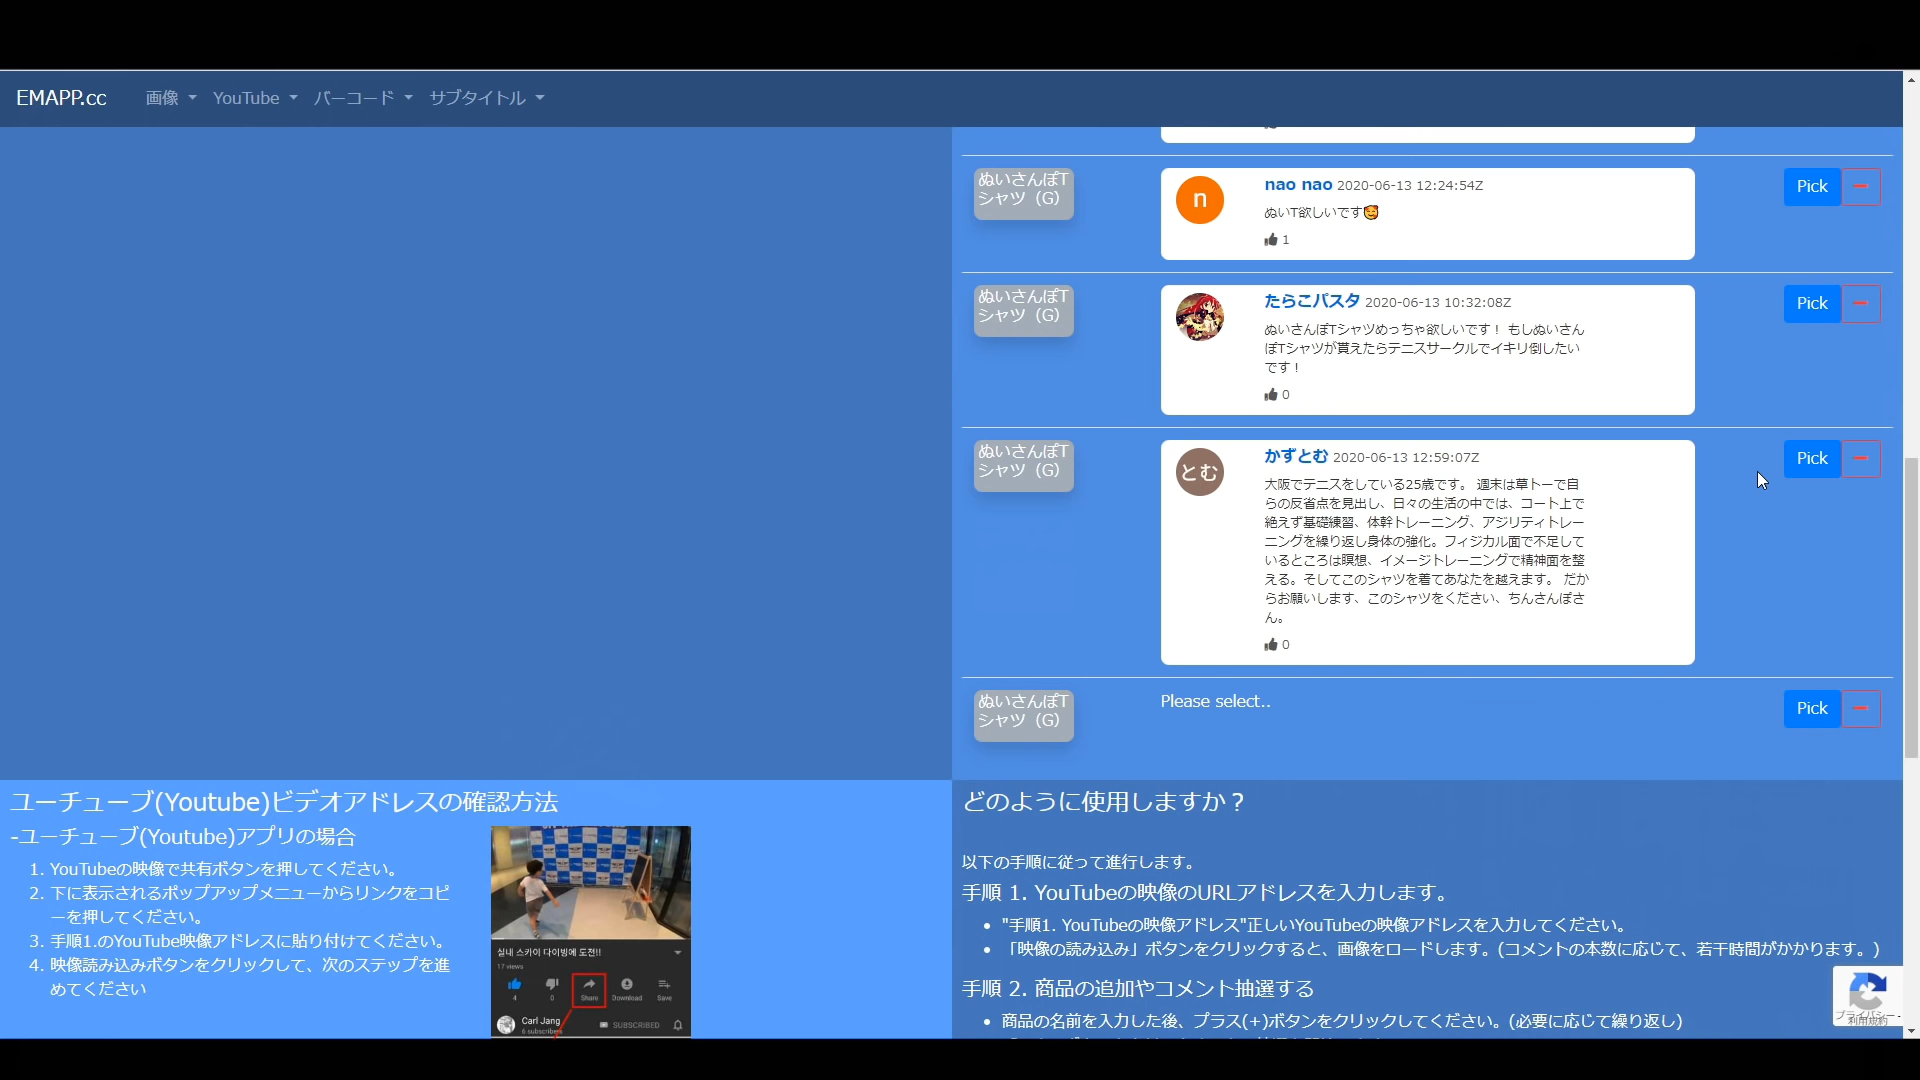 EMAPP.cc 画像 YouTube バーコード サブタイトル
ぬいさんぽT
シャツ（G）
nao nao 2020-06-13 12:24:54Z
ぬいT欲しいです🥰
1
Pick
ぬいさんぽT
シャツ（G）
たらこパスタ 2020-06-13 10:32:08Z
ぬいさんぽTシャツめっちゃ欲しいです！ もしぬいさん
ぽTシャツが貰えたらテニスサークルでイキリ倒したい
です！
0
Pick
ぬいさんぽT
シャツ（G）
とむ
かずとむ 2020-06-13 12:59:07Z
大阪でテニスをしている25歳です。 週末は草トーで自
らの反省点を見出し、日々の生活の中では、コート上で
絶えず基礎練習、体幹トレーニング、アジリティトレー
ニングを繰り返し身体の強化。フィジカル面で不足して
いるところは瞑想、イメージトレーニングで精神面を整
える。そしてこのシャツを着てあなたを越えます。 だか
らお願いします、このシャツをください、ちんさんぽさ
ん。
0
Pick
ぬいさんぽT
シャツ（G）
Please select..
Pick
ユーチューブ(Youtube)ビデオアドレスの確認方法
-ユーチューブ(Youtube)アプリの場合
1. YouTubeの映像で共有ボタンを押してください。
2. 下に表示されるポップアップメニューからリンクをコピ
ーを押してください。
3. 手順1.のYouTube映像アドレスに貼り付けてください。
4. 映像読み込みボタンをクリックして、次のステップを進
めてください
실내 스카이 다이빙에 도전!!
17 views
4 0 Share Download Save
Carl Jang
6 subscribers
SUBSCRIBED
どのように使用しますか？
以下の手順に従って進行します。
手順 1. YouTubeの映像のURLアドレスを入力します。
"手順1. YouTubeの映像アドレス"正しいYouTubeの映像アドレスを入力してください。
「映像の読み込み」ボタンをクリックすると、画像をロードします。(コメントの本数に応じて、若干時間がかかります。)
手順 2. 商品の追加やコメント抽選する
商品の名前を入力した後、プラス(+)ボタンをクリックしてください。(必要に応じて繰り返し)
プライバシー -
利用規約